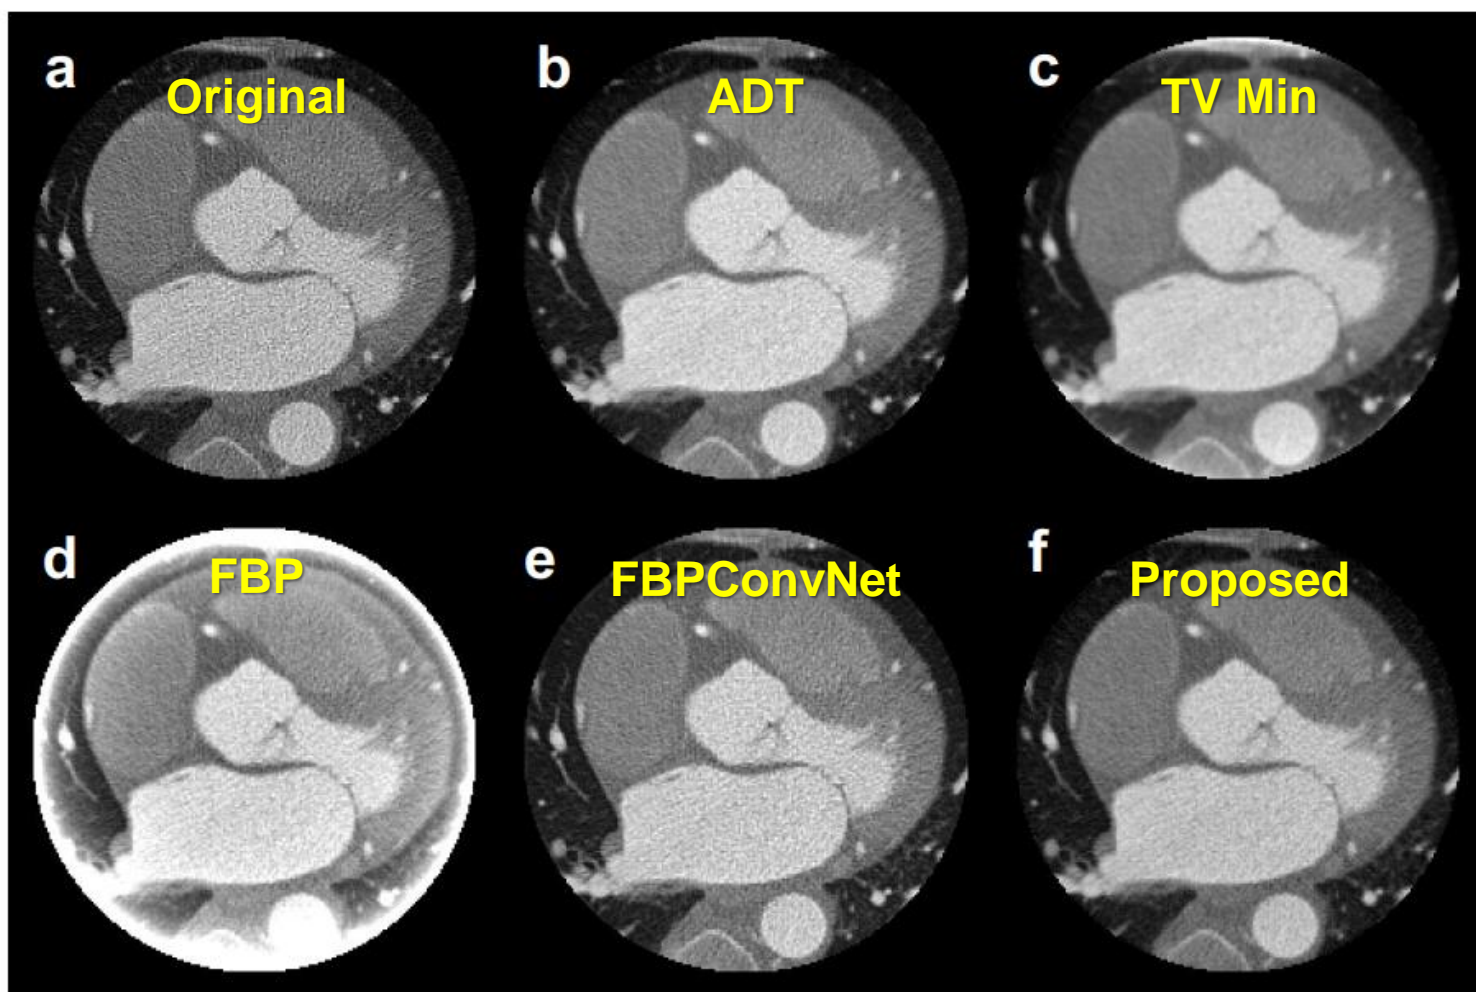 a
Original
b
ADT
c
TV Min
d
FBP
e
FBPConvNet
f
Proposed